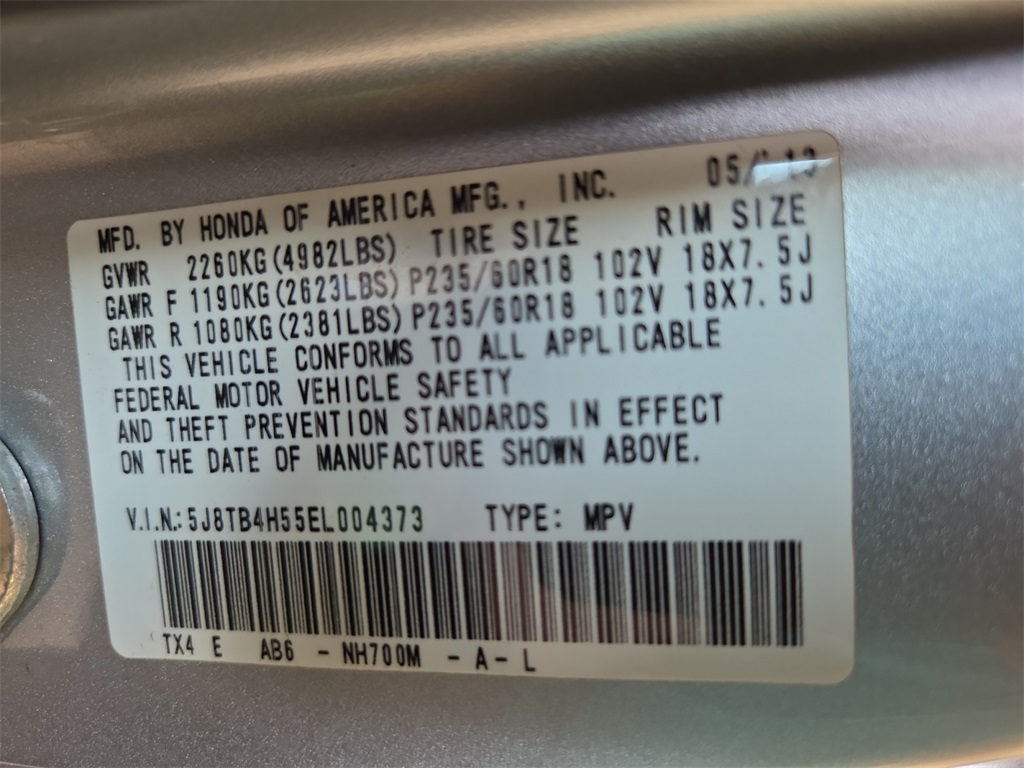 MFD. BY HONDA OF AMERICA MFG., INC.
GVWR 2260KG(4982LBS) TIRE SIZE RIM SIZE
GAWR F 1190KG(2623LBS) P235/60R18 102V 18X7.5J
GAWR R 1080KG(2381LBS) P235/60R18 102V 18X7.5J
THIS VEHICLE CONFORMS TO ALL APPLICABLE
FEDERAL MOTOR VEHICLE SAFETY
AND THEFT PREVENTION STANDARDS IN EFFECT
ON THE DATE OF MANUFACTURE SHOWN ABOVE.
V.I.N.: 5J8TB4H55EL004373 TYPE: MPV
TX4 E AB6 - NH700M - A - L